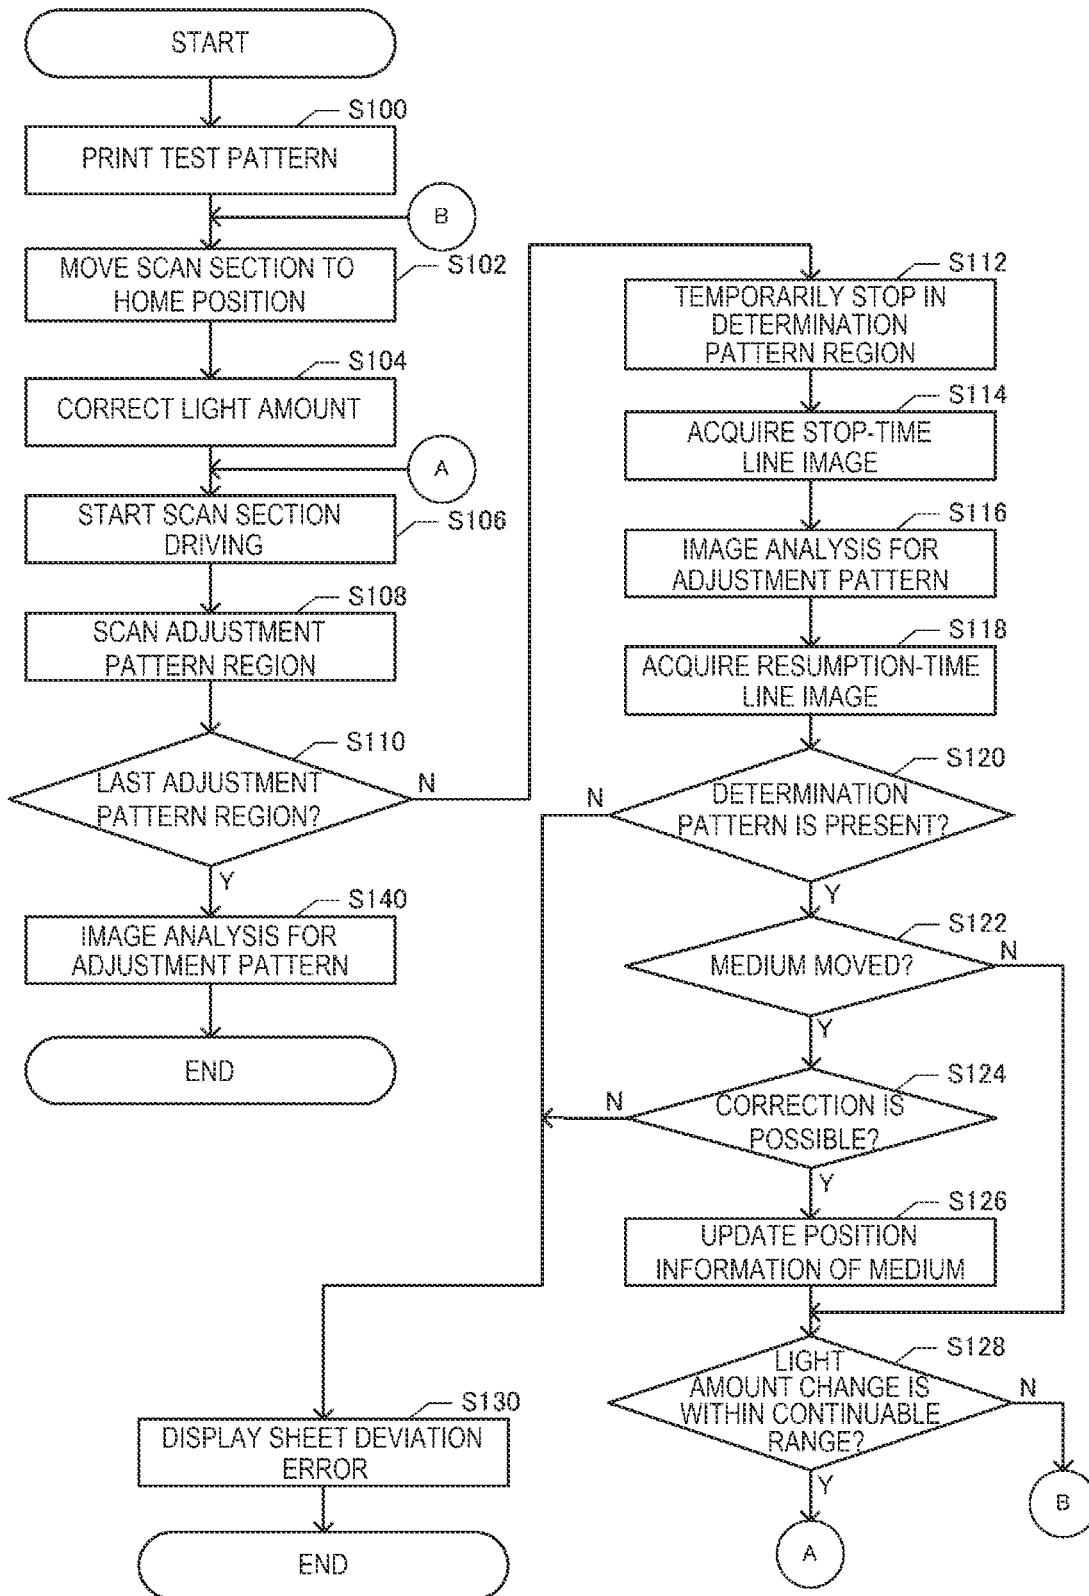 START
S100
PRINT TEST PATTERN
B
S102
MOVE SCAN SECTION TO
HOME POSITION
S104
CORRECT LIGHT AMOUNT
A
S106
START SCAN SECTION
DRIVING
S108
SCAN ADJUSTMENT
PATTERN REGION
S110
LAST ADJUSTMENT
PATTERN REGION?
N
Y
S140
IMAGE ANALYSIS FOR
ADJUSTMENT PATTERN
END
S112
TEMPORARILY STOP IN
DETERMINATION
PATTERN REGION
S114
ACQUIRE STOP-TIME
LINE IMAGE
S116
IMAGE ANALYSIS FOR
ADJUSTMENT PATTERN
S118
ACQUIRE RESUMPTION-TIME
LINE IMAGE
S120
DETERMINATION
PATTERN IS PRESENT?
N
Y
S122
MEDIUM MOVED?
N
Y
S124
CORRECTION IS
POSSIBLE?
N
Y
S126
UPDATE POSITION
INFORMATION OF MEDIUM
S128
LIGHT
AMOUNT CHANGE IS
WITHIN CONTINUABLE
RANGE?
N
Y
B
A
S130
DISPLAY SHEET DEVIATION
ERROR
END